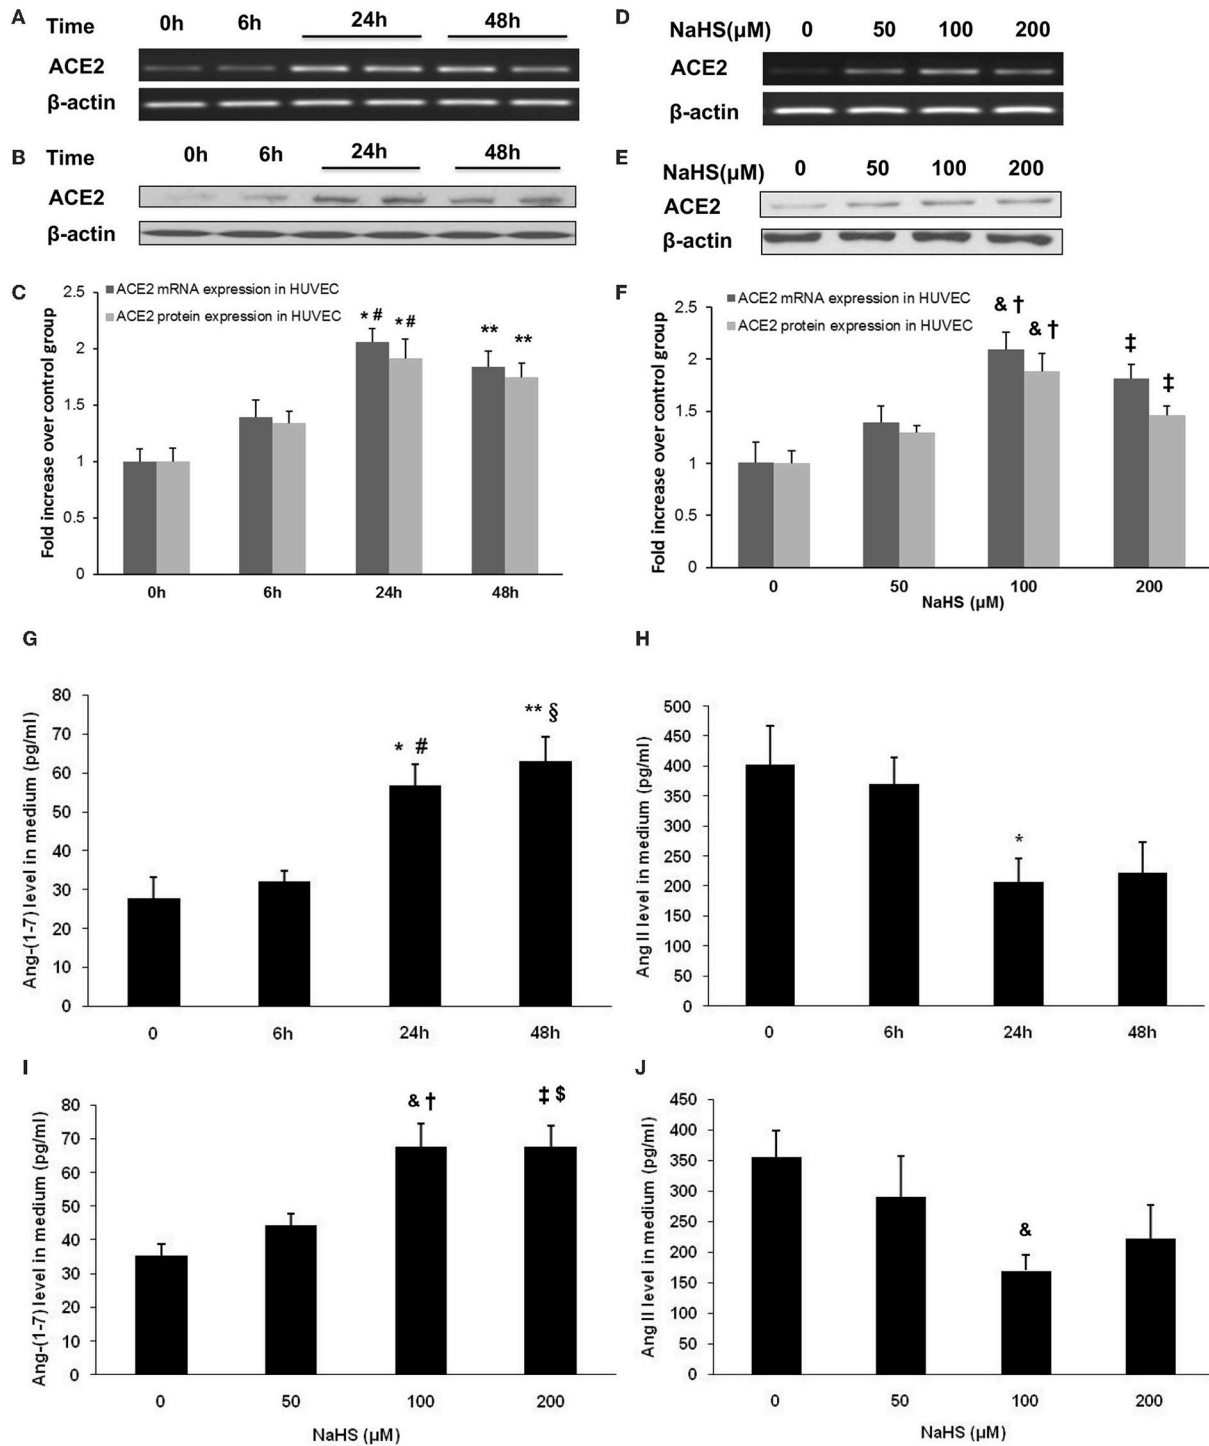 A
Time 0h 6h 24h 48h
ACE2
β-actin
B
Time 0h 6h 24h 48h
ACE2
β-actin
C
2.5
2
1.5
1
0.5
0
Fold increase over control group
ACE2 mRNA expression in HUVEC
ACE2 protein expression in HUVEC
* # * # ** **
0h 6h 24h 48h
D
NaHS(μM) 0 50 100 200
ACE2
β-actin
E
NaHS(μM) 0 50 100 200
ACE2
β-actin
F
2.5
2
1.5
1
0.5
0
Fold increase over control group
ACE2 mRNA expression in HUVEC
ACE2 protein expression in HUVEC
& † & † ‡ ‡
0 50 100 200
NaHS (μM)
G
80
70
60
50
40
30
20
10
0
Ang-(1-7) level in medium (pg/ml)
* # ** §
0 6h 24h 48h
H
500
450
400
350
300
250
200
150
100
50
0
Ang II level in medium (pg/ml)
*
0 6h 24h 48h
I
80
70
60
50
40
30
20
10
0
Ang-(1-7) level in medium (pg/ml)
& † ‡ $
0 50 100 200
NaHS (μM)
J
450
400
350
300
250
200
150
100
50
0
Ang II level in medium (pg/ml)
&
0 50 100 200
NaHS (μM)